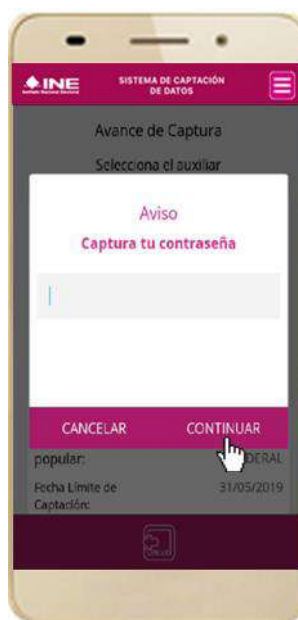 INE
SISTEMA DE CAPTACIÓN
DE DATOS
Avance de Captura
Selecciona el auxiliar
Aviso
Captura tu contraseña
CANCELAR CONTINUAR
popular:
Fecha Límite de 31/05/2019
Captación: